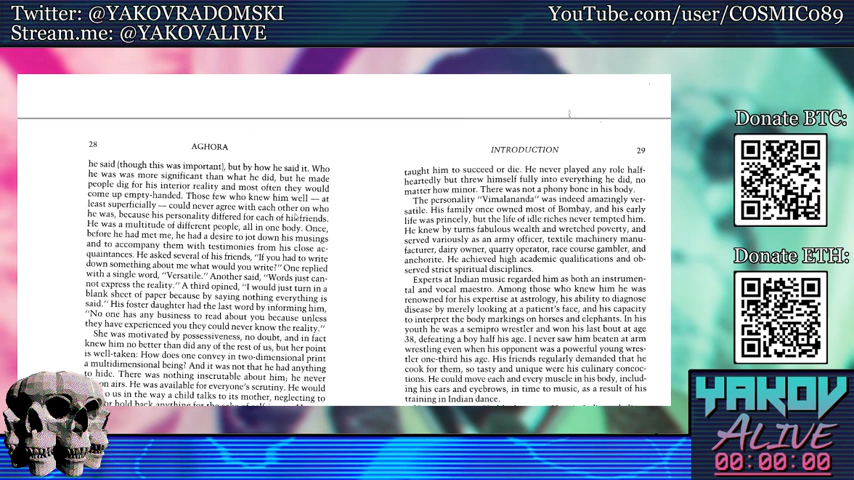 Twitter: @YAKOVRADOMSKI
Stream.me: @YAKOVALIVE
YouTube.com/user/COSMIC089
28
AGHORA
he said (though this was important), but by how he said it. Who
he was was more significant than what he did, but he made
people dig for his interior reality and most often they would
come up empty-handed. Those few who knew him well — at
least superficially — could never agree with each other on who
he was, because his personality differed for each of his friends.
He was a multitude of different people, all in one body. Once,
before he had met me, he had a desire to jot down his musings
and to accompany them with testimonies from his close ac-
quaintances. He asked several of his friends, "If you had to write
down something about me what would you write?" One replied
with a single word, "Versatile." Another said, "Words just can-
not express the reality." A third opined, "I would just turn in a
blank sheet of paper because by saying nothing everything is
said." His foster daughter had the last word by informing him,
"No one has any business to read about you because unless
they have experienced you they could never know the reality."
She was motivated by possessiveness, no doubt, and in fact
knew him no better than did any of the rest of us, but her point
is well-taken: How does one convey in two-dimensional print
a multidimensional being? And it was not that he had anything
to hide. There was nothing inscrutable about him; he never
on airs. He was available for everyone's scrutiny. He would
to us in the way a child talks to its mother, neglecting to
or hold back anything for the sake of
INTRODUCTION
29
taught him to succeed or die. He never played any role half-
heartedly but threw himself fully into everything he did, no
matter how minor. There was not a phony bone in his body.
The personality "Vimalananda" was indeed amazingly ver-
satile. His family once owned most of Bombay, and his early
life was princely, but the life of idle riches never tempted him.
He knew by turns fabulous wealth and wretched poverty, and
served variously as an army officer, textile machinery manu-
facturer, dairy owner, quarry operator, race course gambler, and
anchorite. He achieved high academic qualifications and ob-
served strict spiritual disciplines.
Experts at Indian music regarded him as both an instrumen-
tal and vocal maestro. Among those who knew him he was
renowned for his expertise at astrology, his ability to diagnose
disease by merely looking at a patient's face, and his capacity
to interpret the body markings on horses and elephants. In his
youth he was a semipro wrestler and won his last bout at age
38, defeating a boy half his age. I never saw him beaten at arm
wrestling even when his opponent was a powerful young wres-
tler one-third his age. His friends regularly demanded that he
cook for them, so tasty and unique were his culinary concoc-
tions. He could move each and every muscle in his body, includ-
ing his ears and eyebrows, in time to music, as a result of his
training in Indian dance.
Donate BTC:
Donate ETH:
YAKOV
ALIVE
00:00:00